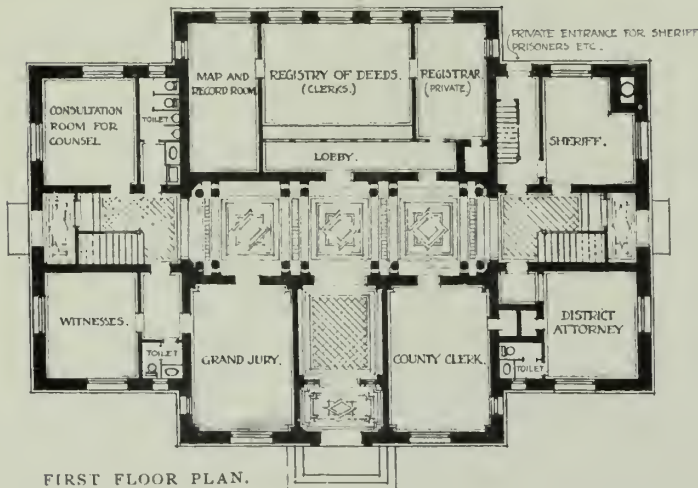 PRIVATE ENTRANCE FOR SHERIFF
PRISONERS ETC.
MAP AND
RECORD ROOM
REGISTRY OF DEEDS.
(CLERKS.)
REGISTRAR
(PRIVATE)
CONSULTATION
ROOM FOR
COUNSEL
TOILET
SHERIFF.
LOBBY.
WITNESSES.
TOILET
GRAND JURY.
COUNTY CLERK.
TOILET
DISTRICT
ATTORNEY
FIRST FLOOR PLAN.